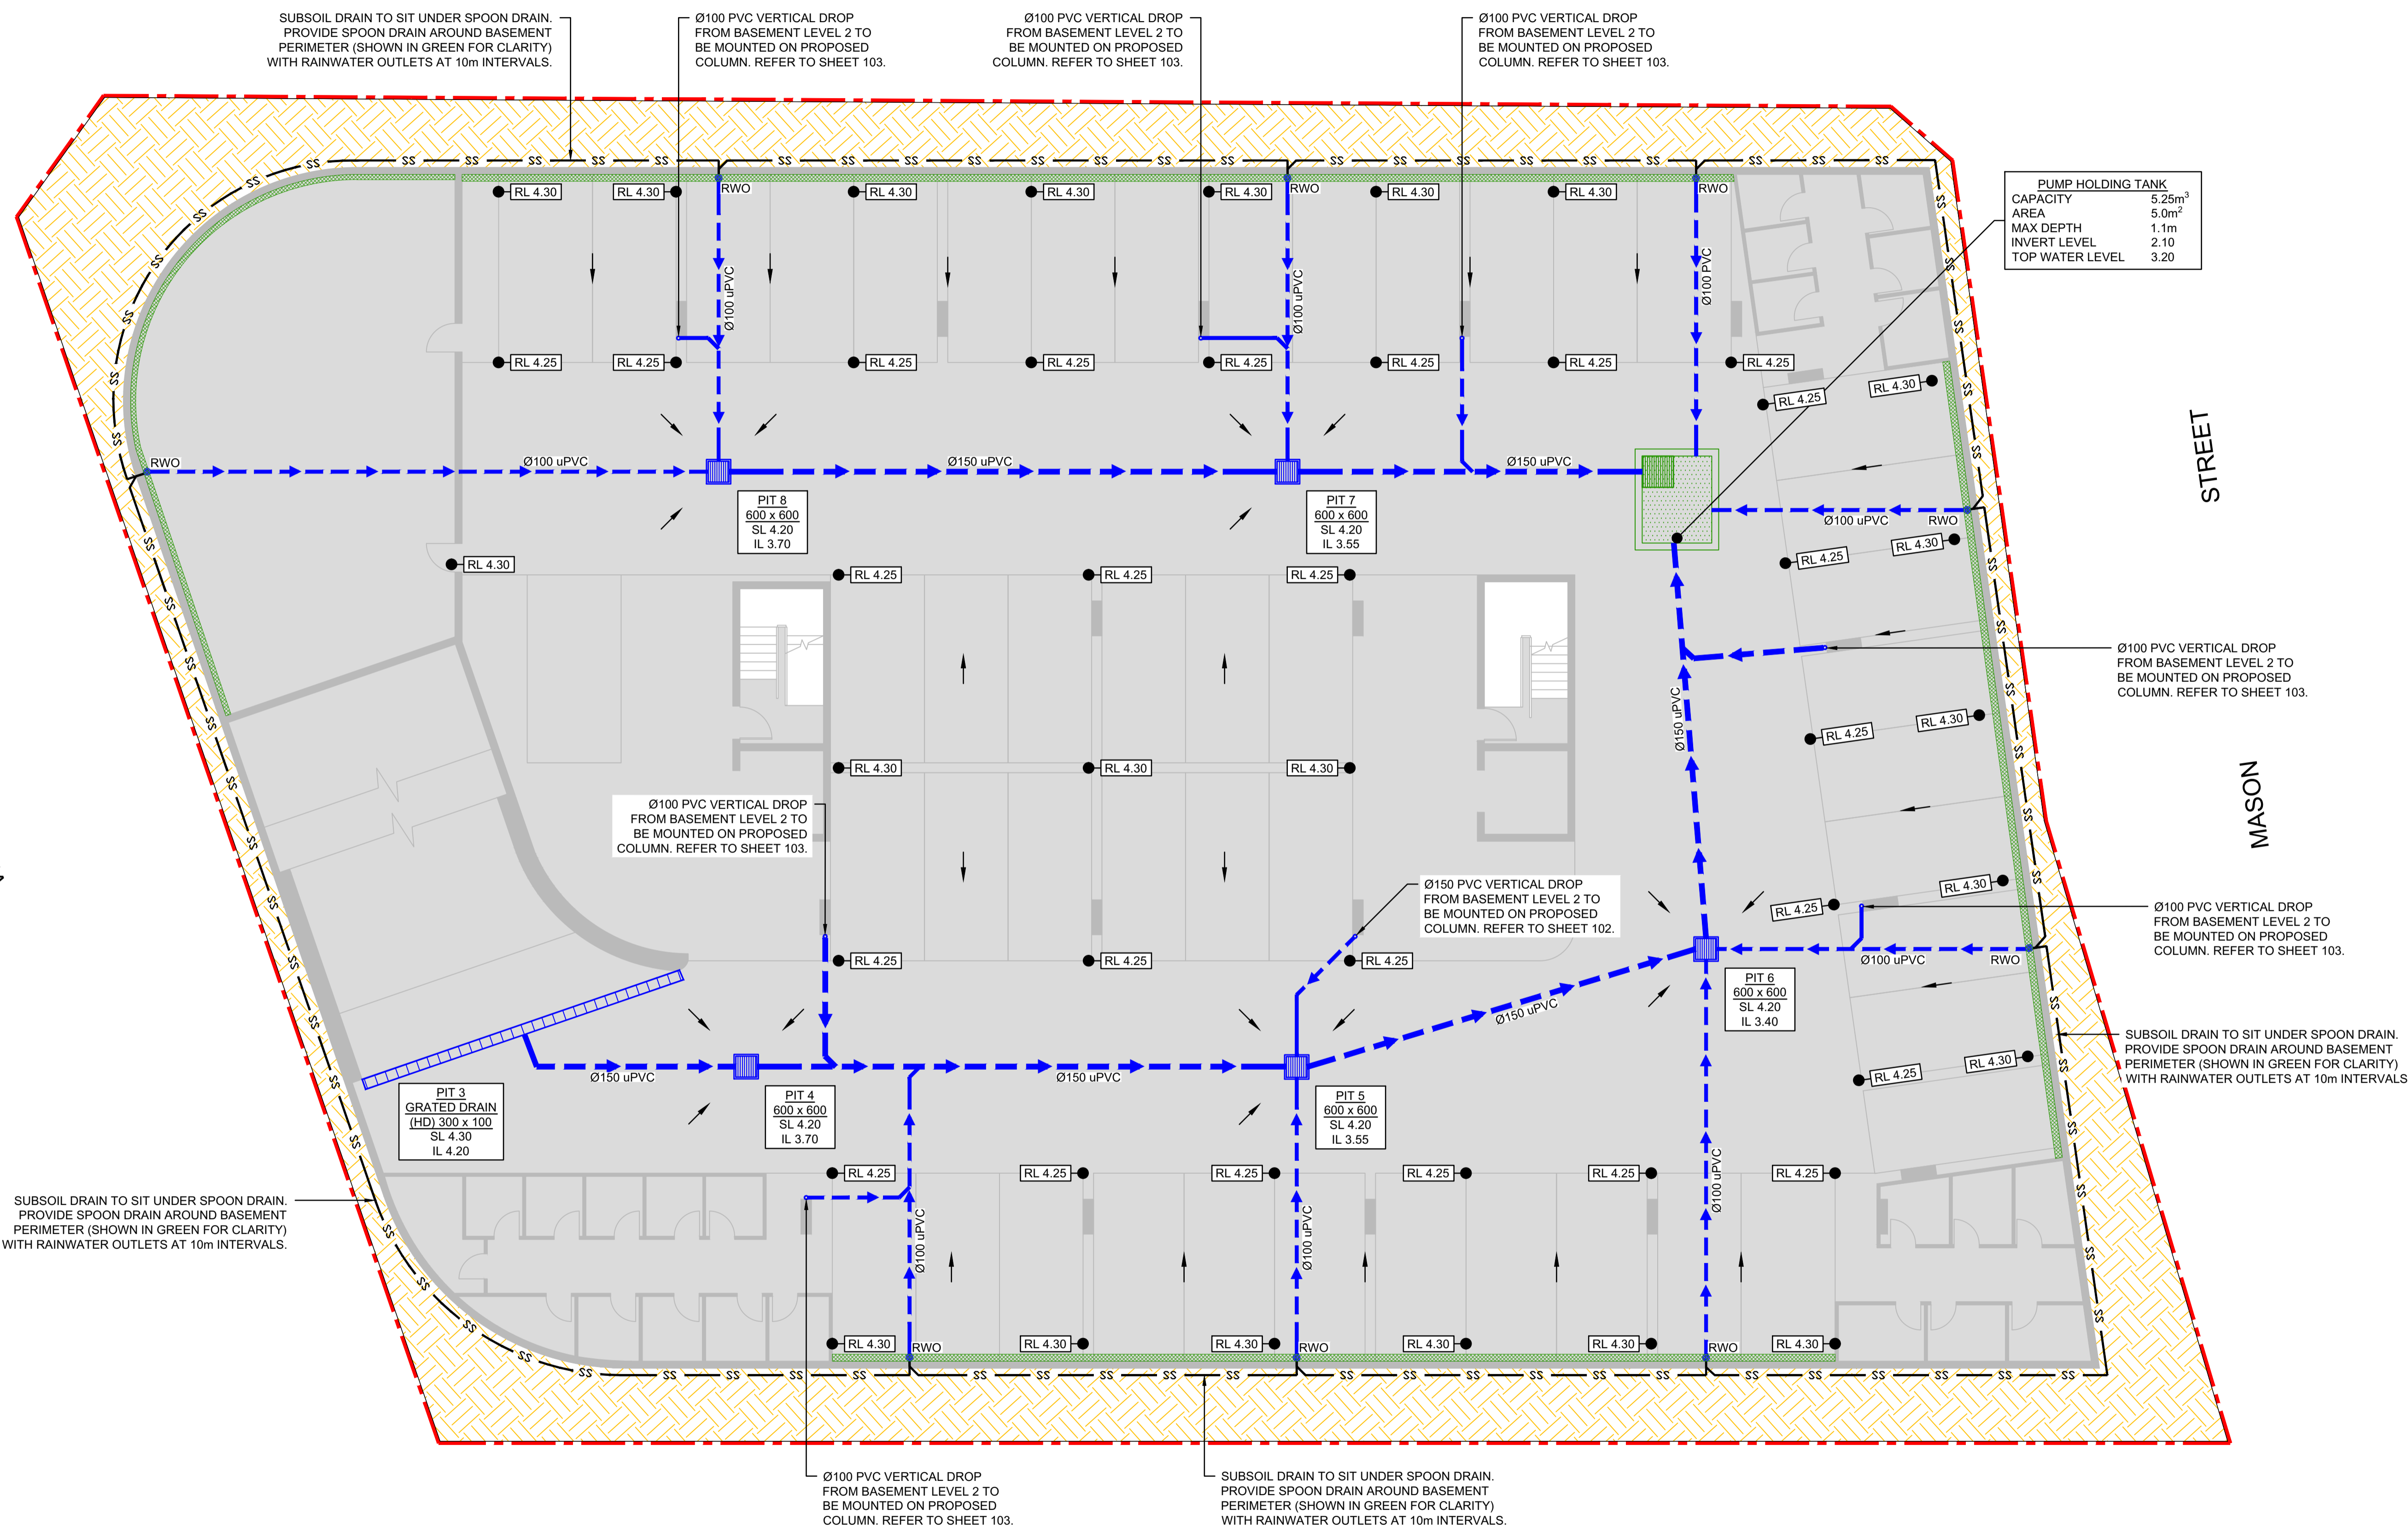 SUBSOIL DRAIN TO SIT UNDER SPOON DRAIN.
PROVIDE SPOON DRAIN AROUND BASEMENT
PERIMETER (SHOWN IN GREEN FOR CLARITY)
WITH RAINWATER OUTLETS AT 10m INTERVALS.
Ø100 PVC VERTICAL DROP
FROM BASEMENT LEVEL 2 TO
BE MOUNTED ON PROPOSED
COLUMN. REFER TO SHEET 103.
Ø100 PVC VERTICAL DROP
FROM BASEMENT LEVEL 2 TO
BE MOUNTED ON PROPOSED
COLUMN. REFER TO SHEET 103.
Ø100 PVC VERTICAL DROP
FROM BASEMENT LEVEL 2 TO
BE MOUNTED ON PROPOSED
COLUMN. REFER TO SHEET 103.
PUMP HOLDING TANK
CAPACITY 5.25m³
AREA 5.0m²
MAX DEPTH 1.1m
INVERT LEVEL 2.10
TOP WATER LEVEL 3.20
RWO
RWO
RWO
RL 4.30
RL 4.30
RL 4.30
RL 4.30
RL 4.30
RL 4.30
RL 4.30
Ø100 uPVC
Ø100 uPVC
Ø100 PVC
RL 4.25
RL 4.25
RL 4.25
RL 4.25
RL 4.25
RL 4.25
RL 4.25
RL 4.25
RL 4.25
RL 4.30
STREET
RWO
Ø100 uPVC
Ø150 uPVC
Ø150 uPVC
PIT 8
600 x 600
SL 4.20
IL 3.70
PIT 7
600 x 600
SL 4.20
IL 3.55
Ø100 uPVC
RWO
RL 4.25
RL 4.30
RL 4.30
RL 4.25
RL 4.25
RL 4.25
Ø100 PVC VERTICAL DROP
FROM BASEMENT LEVEL 2 TO
BE MOUNTED ON PROPOSED
COLUMN. REFER TO SHEET 103.
Ø150 uPVC
RL 4.25
RL 4.30
RL 4.30
RL 4.30
RL 4.30
MASON
Ø100 PVC VERTICAL DROP
FROM BASEMENT LEVEL 2 TO
BE MOUNTED ON PROPOSED
COLUMN. REFER TO SHEET 103.
Ø150 PVC VERTICAL DROP
FROM BASEMENT LEVEL 2 TO
BE MOUNTED ON PROPOSED
COLUMN. REFER TO SHEET 102.
RL 4.25
RL 4.30
Ø100 PVC VERTICAL DROP
FROM BASEMENT LEVEL 2 TO
BE MOUNTED ON PROPOSED
COLUMN. REFER TO SHEET 103.
RL 4.25
RL 4.25
RL 4.25
Ø100 uPVC
RWO
PIT 6
600 x 600
SL 4.20
IL 3.40
Ø150 uPVC
SUBSOIL DRAIN TO SIT UNDER SPOON DRAIN.
PROVIDE SPOON DRAIN AROUND BASEMENT
PERIMETER (SHOWN IN GREEN FOR CLARITY)
WITH RAINWATER OUTLETS AT 10m INTERVALS
RL 4.25
RL 4.30
Ø150 uPVC
Ø150 uPVC
PIT 3
GRATED DRAIN
(HD) 300 x 100
SL 4.30
IL 4.20
PIT 4
600 x 600
SL 4.20
IL 3.70
PIT 5
600 x 600
SL 4.20
IL 3.55
RL 4.25
RL 4.25
RL 4.25
RL 4.25
RL 4.25
RL 4.25
SUBSOIL DRAIN TO SIT UNDER SPOON DRAIN.
PROVIDE SPOON DRAIN AROUND BASEMENT
PERIMETER (SHOWN IN GREEN FOR CLARITY)
WITH RAINWATER OUTLETS AT 10m INTERVALS.
Ø100 uPVC
Ø100 uPVC
Ø100 uPVC
RL 4.30
RL 4.30
RL 4.30
RL 4.30
RL 4.30
RL 4.30
RWO
RWO
RWO
Ø100 PVC VERTICAL DROP
FROM BASEMENT LEVEL 2 TO
BE MOUNTED ON PROPOSED
COLUMN. REFER TO SHEET 103.
SUBSOIL DRAIN TO SIT UNDER SPOON DRAIN.
PROVIDE SPOON DRAIN AROUND BASEMENT
PERIMETER (SHOWN IN GREEN FOR CLARITY)
WITH RAINWATER OUTLETS AT 10m INTERVALS.